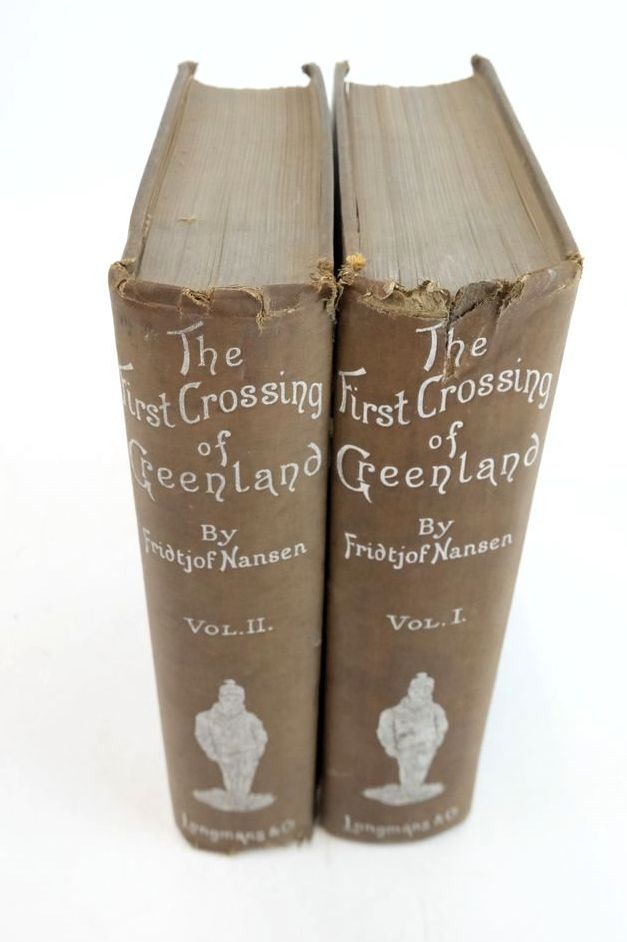 The
First Crossing
of
Greenland
By
Fridtjof Nansen
VOL. II.
Longmans & Co
The
First Crossing
of
Greenland
By
Fridtjof Nansen
VOL. I.
Longmans & Co